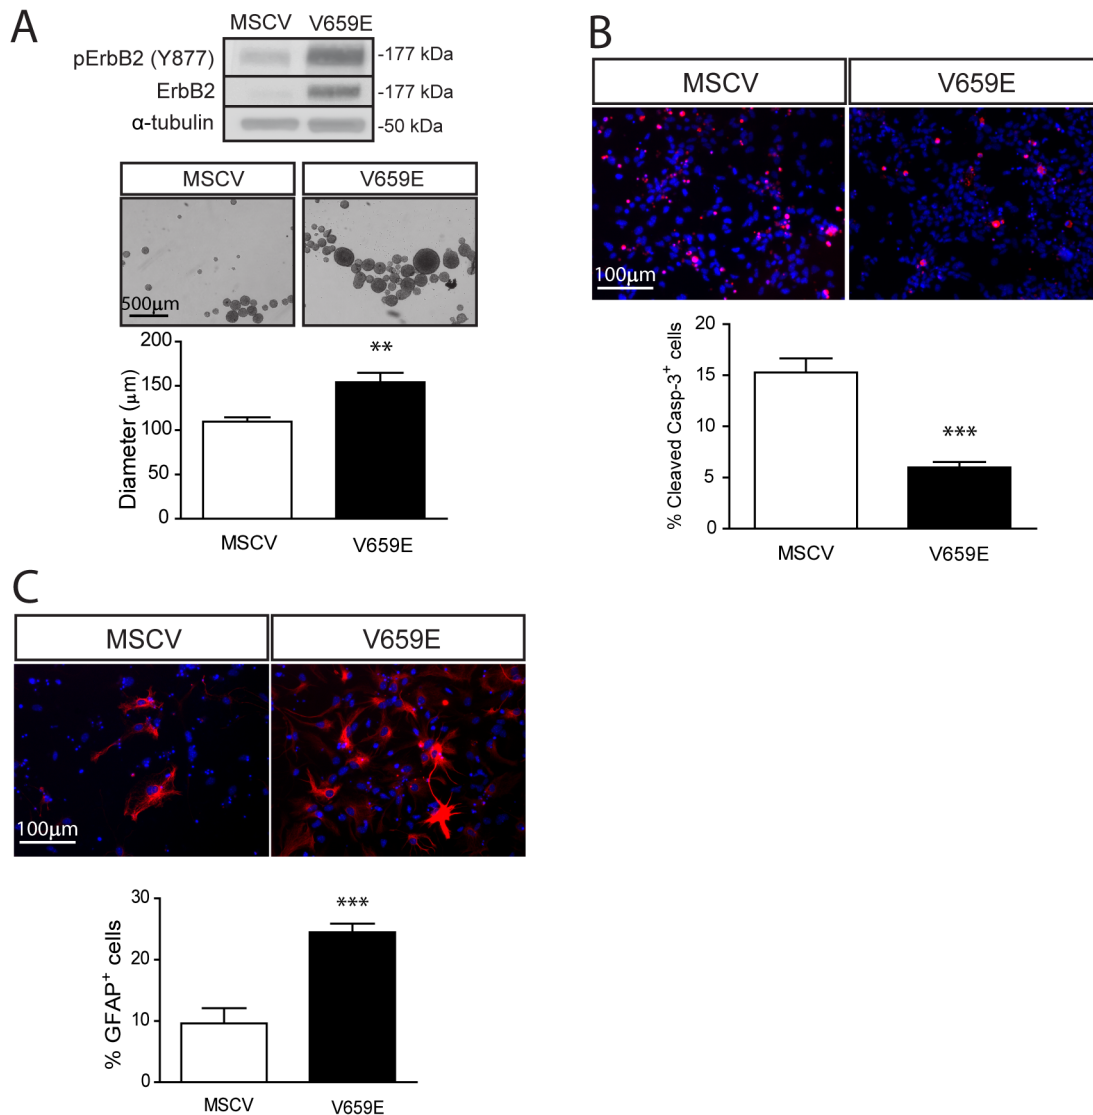 A
MSCV V659E
pErbB2 (Y877) -177 kDa
ErbB2 -177 kDa
α-tubulin -50 kDa
MSCV V659E
500μm
200
150
100
50
0
Diameter (μm)
**
MSCV V659E
B
MSCV V659E
100μm
20
15
10
5
0
% Cleaved Casp-3⁺ cells
***
MSCV V659E
C
MSCV V659E
100μm
30
20
10
0
% GFAP⁺ cells
***
MSCV V659E